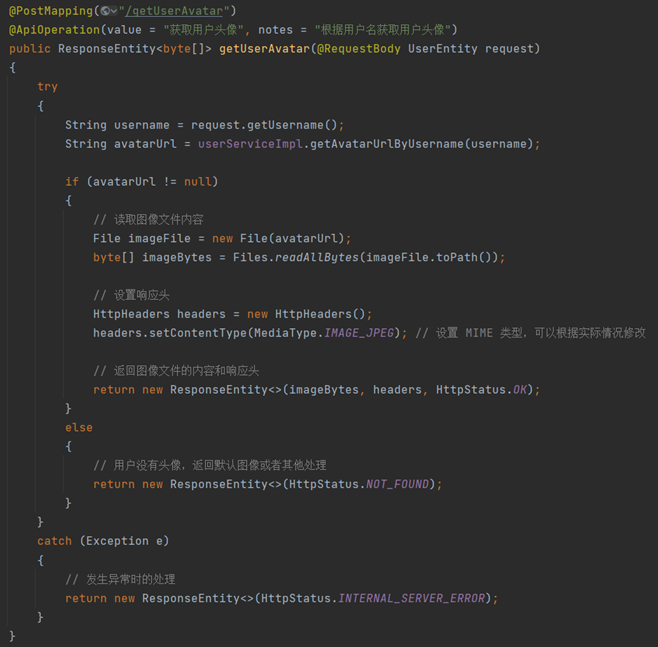 @PostMapping("/getUserAvatar")
@ApiOperation(value = "获取用户头像", notes = "根据用户名获取用户头像")
public ResponseEntity<byte[]> getUserAvatar(@RequestBody UserEntity request)
{
    try
    {
        String username = request.getUsername();
        String avatarUrl = userServiceImpl.getAvatarUrlByUsername(username);

        if (avatarUrl != null)
        {
            // 读取图像文件内容
            File imageFile = new File(avatarUrl);
            byte[] imageBytes = Files.readAllBytes(imageFile.toPath());

            // 设置响应头
            HttpHeaders headers = new HttpHeaders();
            headers.setContentType(MediaType.IMAGE_JPEG); // 设置 MIME 类型，可以根据实际情况修改

            // 返回图像文件的内容和响应头
            return new ResponseEntity<>(imageBytes, headers, HttpStatus.OK);
        }
        else
        {
            // 用户没有头像，返回默认图像或者其他处理
            return new ResponseEntity<>(HttpStatus.NOT_FOUND);
        }
    }
    catch (Exception e)
    {
        // 发生异常时的处理
        return new ResponseEntity<>(HttpStatus.INTERNAL_SERVER_ERROR);
    }
}